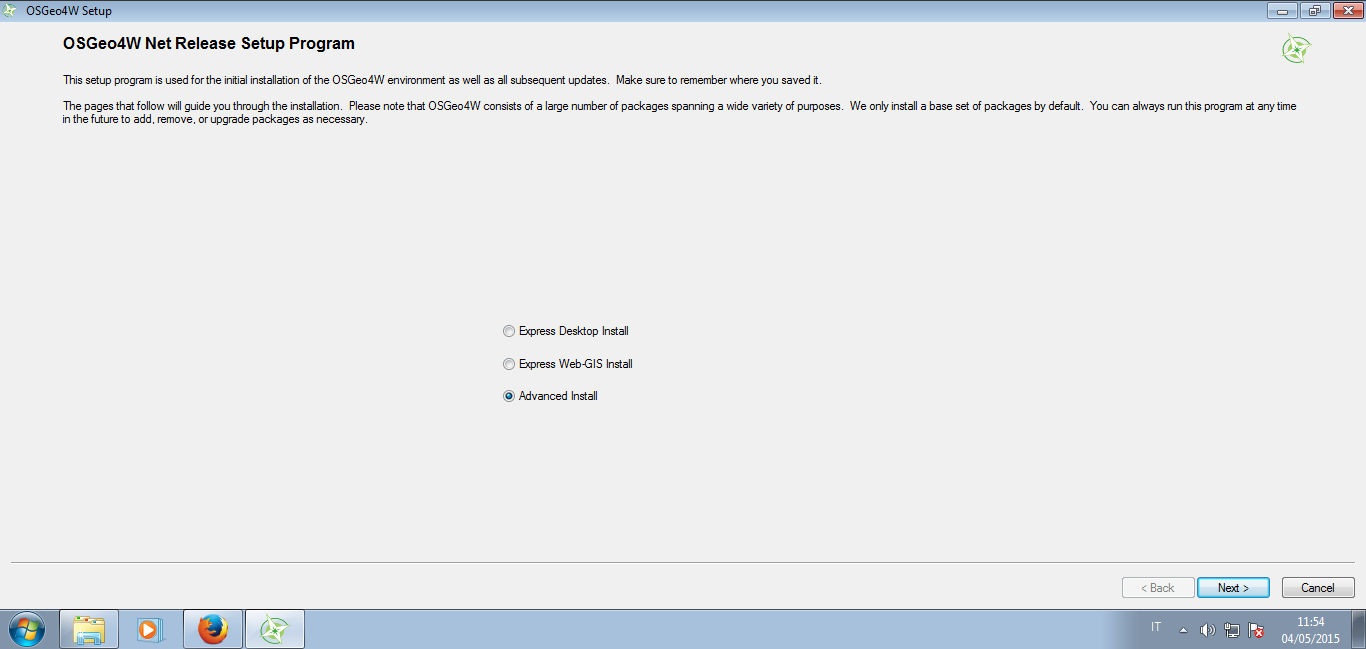 OSGeo4W Setup
OSGeo4W Net Release Setup Program
This setup program is used for the initial installation of the OSGeo4W environment as well as all subsequent updates.  Make sure to remember where you saved it.
The pages that follow will guide you through the installation.  Please note that OSGeo4W consists of a large number of packages spanning a wide variety of purposes.  We only install a base set of packages by default.  You can always run this program at any time
in the future to add, remove, or upgrade packages as necessary.
Express Desktop Install
Express Web-GIS Install
Advanced Install
< Back
Next >
Cancel
IT
11:54
04/05/2015